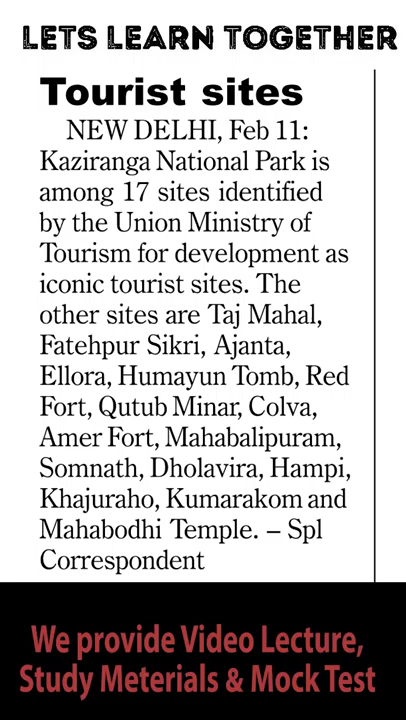 LETS LEARN TOGETHER
Tourist sites
NEW DELHI, Feb 11:
Kaziranga National Park is
among 17 sites identified
by the Union Ministry of
Tourism for development as
iconic tourist sites. The
other sites are Taj Mahal,
Fatehpur Sikri, Ajanta,
Ellora, Humayun Tomb, Red
Fort, Qutub Minar, Colva,
Amer Fort, Mahabalipuram,
Somnath, Dholavira, Hampi,
Khajuraho, Kumarakom and
Mahabodhi Temple. – Spl
Correspondent
We provide Video Lecture,
Study Meterials & Mock Test